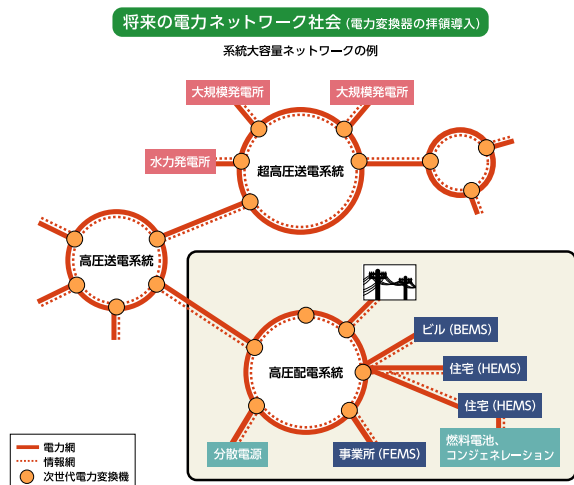 将来の電力ネットワーク社会（電力変換器の拝領導入）
系統大容量ネットワークの例
大規模発電所
大規模発電所
水力発電所
超高圧送電系統
高圧送電系統
ビル（BEMS）
住宅（HEMS）
高圧配電系統
住宅（HEMS）
分散電源
事業所（FEMS）
燃料電池、
コンジェネレーション
電力網
情報網
次世代電力変換機